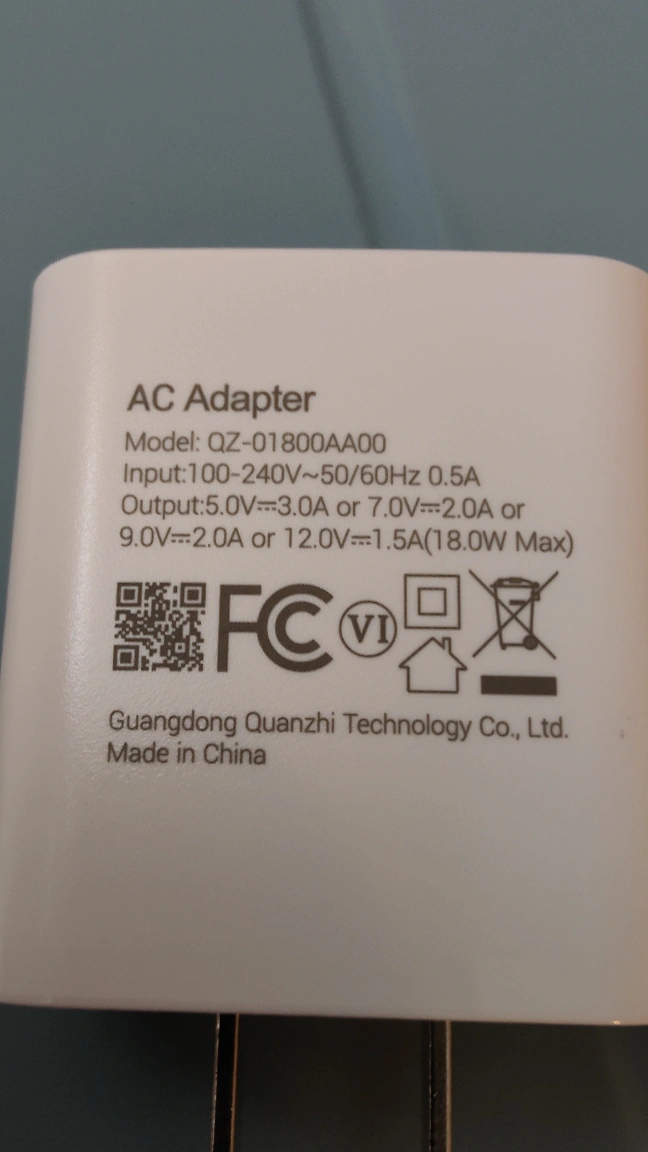 AC Adapter
Model: QZ-01800AA00
Input:100-240V~50/60Hz 0.5A
Output:5.0V⎓3.0A or 7.0V⎓2.0A or
9.0V⎓2.0A or 12.0V⎓1.5A(18.0W Max)
FC VI
Guangdong Quanzhi Technology Co., Ltd.
Made in China